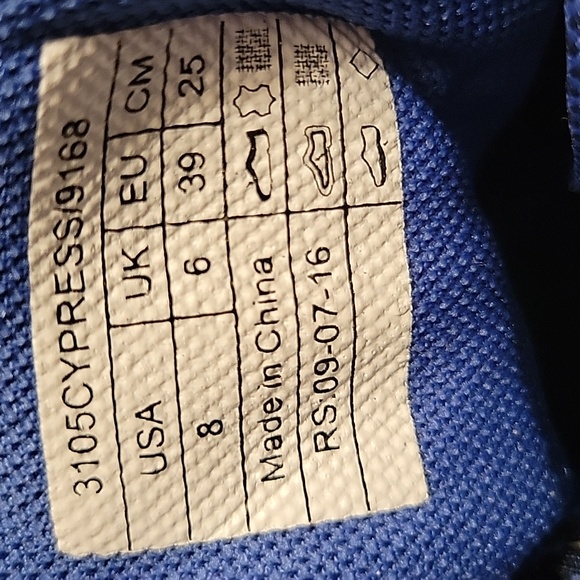 3105CYPRESS/9168
USA UK EU CM
8 6 39 25
Made in China
RS:09-07-16